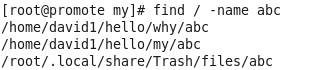 [root@promote my]# find / -name abc
/home/david1/hello/why/abc
/home/david1/hello/my/abc
/root/.local/share/Trash/files/abc